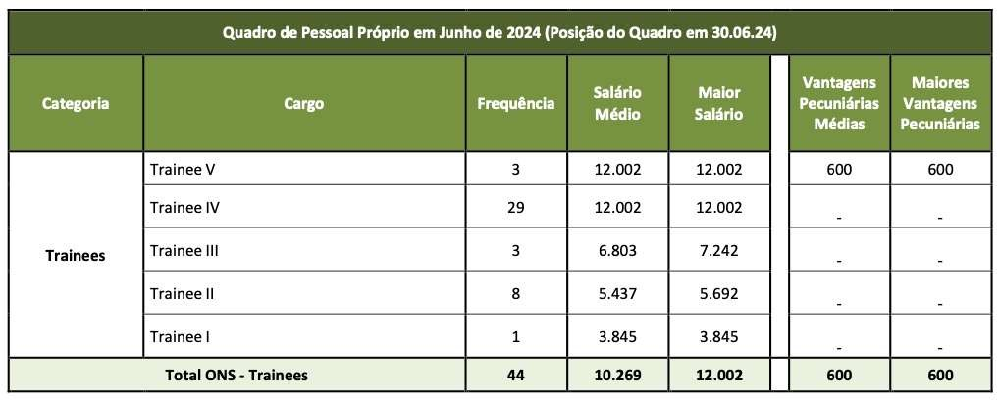 Quadro de Pessoal Próprio em Junho de 2024 (Posição do Quadro em 30.06.24)
Categoria Cargo Frequência Salário Médio Maior Salário Vantagens Pecuniárias Médias Maiores Vantagens Pecuniárias
Trainees
Trainee V 3 12.002 12.002 600 600
Trainee IV 29 12.002 12.002 - -
Trainee III 3 6.803 7.242 - -
Trainee II 8 5.437 5.692 - -
Trainee I 1 3.845 3.845 - -
Total ONS - Trainees 44 10.269 12.002 600 600